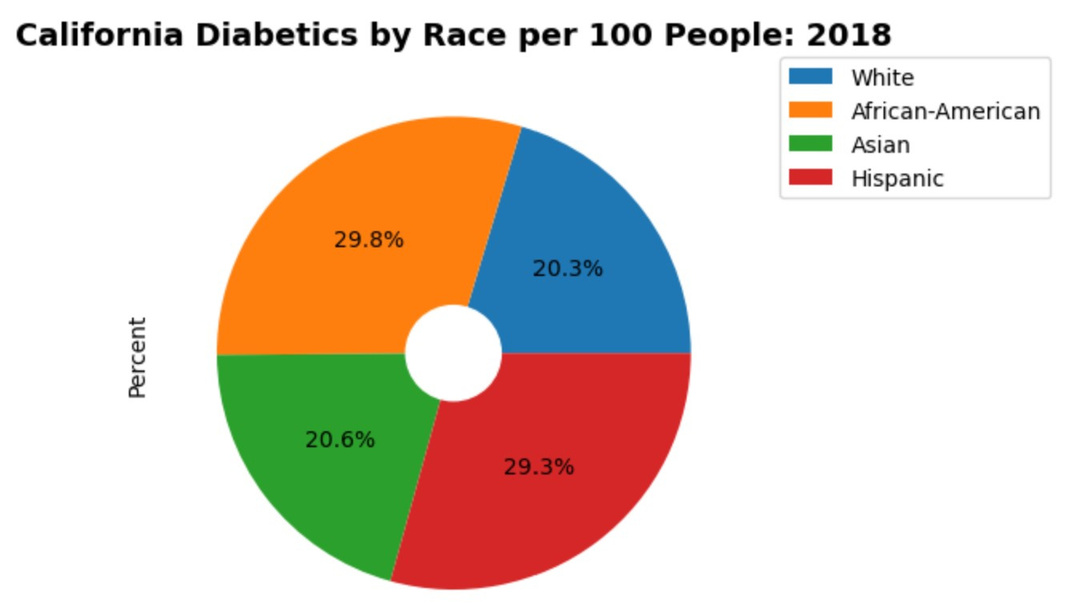 California Diabetics by Race per 100 People: 2018
White
African-American
Asian
Hispanic
29.8%
20.3%
Percent
20.6%
29.3%